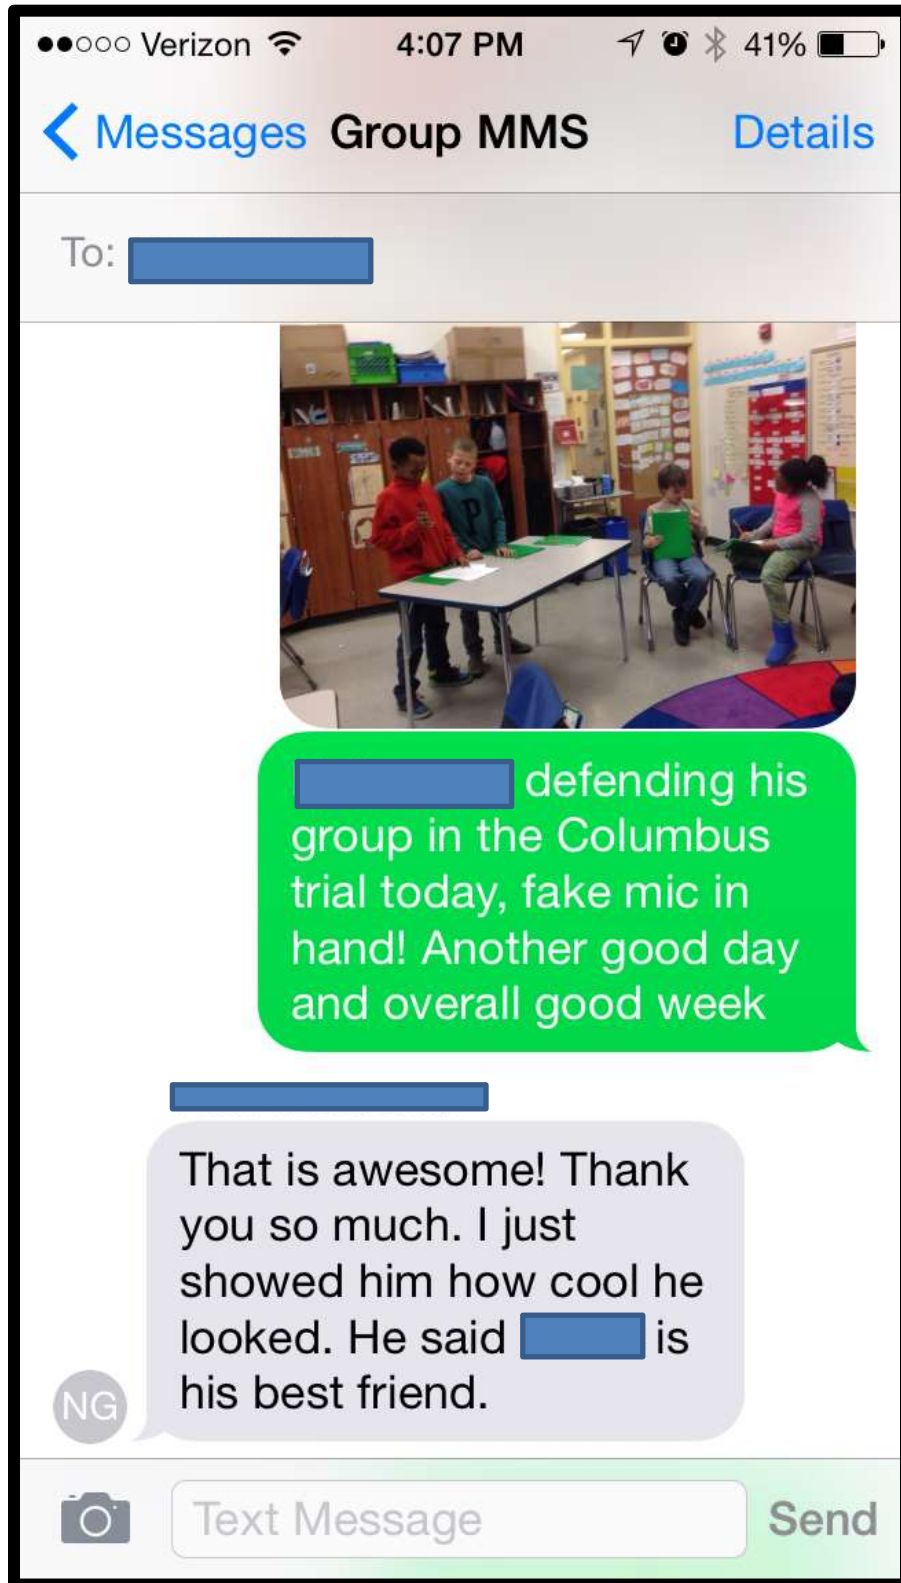 Verizon 4:07 PM 41%
Messages Group MMS Details
To:
P
defending his
group in the Columbus
trial today, fake mic in
hand! Another good day
and overall good week
That is awesome! Thank
you so much. I just
showed him how cool he
looked. He said is
his best friend.
NG
Text Message Send